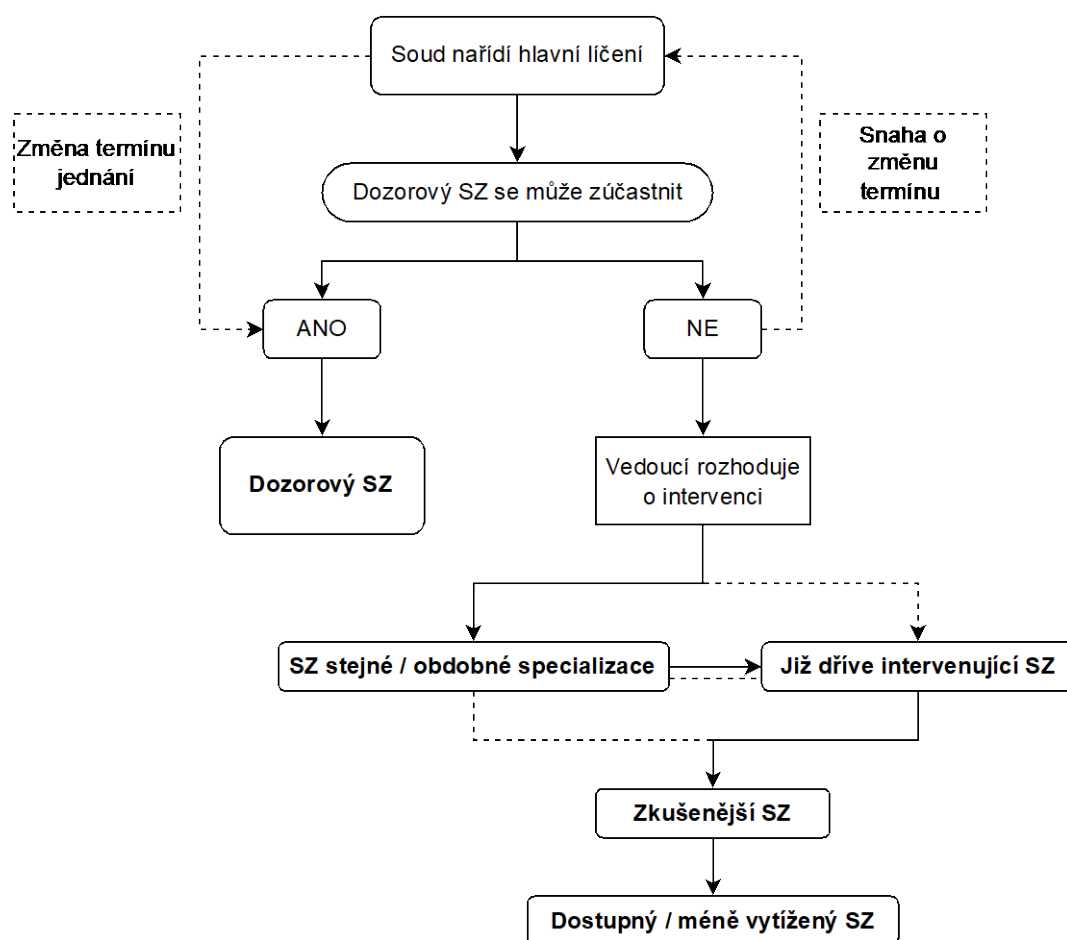 Soud nařídí hlavní líčení
Změna termínu
jednání
Snaha o
změnu
termínu
Dozorový SZ se může zúčastnit
ANO
NE
Dozorový SZ
Vedoucí rozhoduje
o intervenci
SZ stejné / obdobné specializace
Již dříve intervenující SZ
Zkušenější SZ
Dostupný / méně vytížený SZ